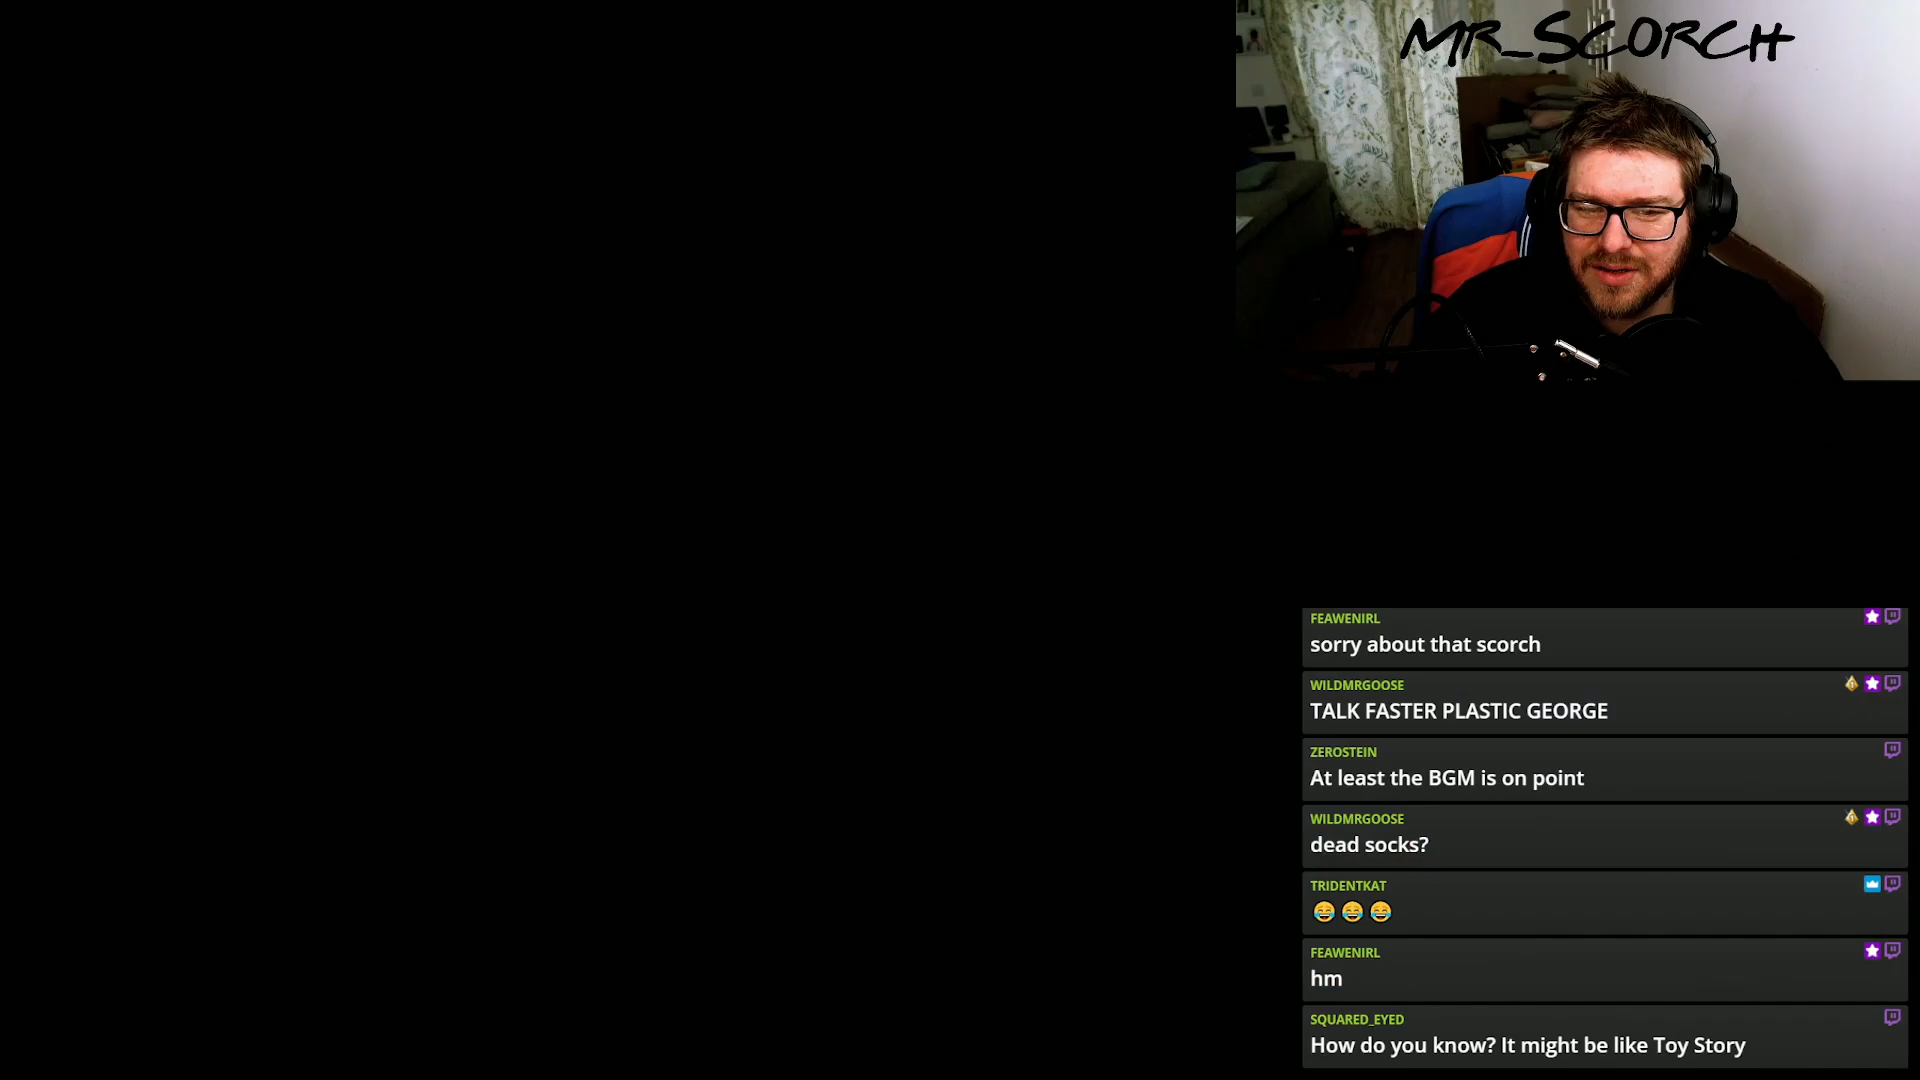 MR_SCORCH
FEAWENIRL
sorry about that scorch
WILDMRGOOSE
TALK FASTER PLASTIC GEORGE
ZEROSTEIN
At least the BGM is on point
WILDMRGOOSE
dead socks?
TRIDENTKAT
😂 😂 😂
FEAWENIRL
hm
SQUARED_EYED
How do you know? It might be like Toy Story